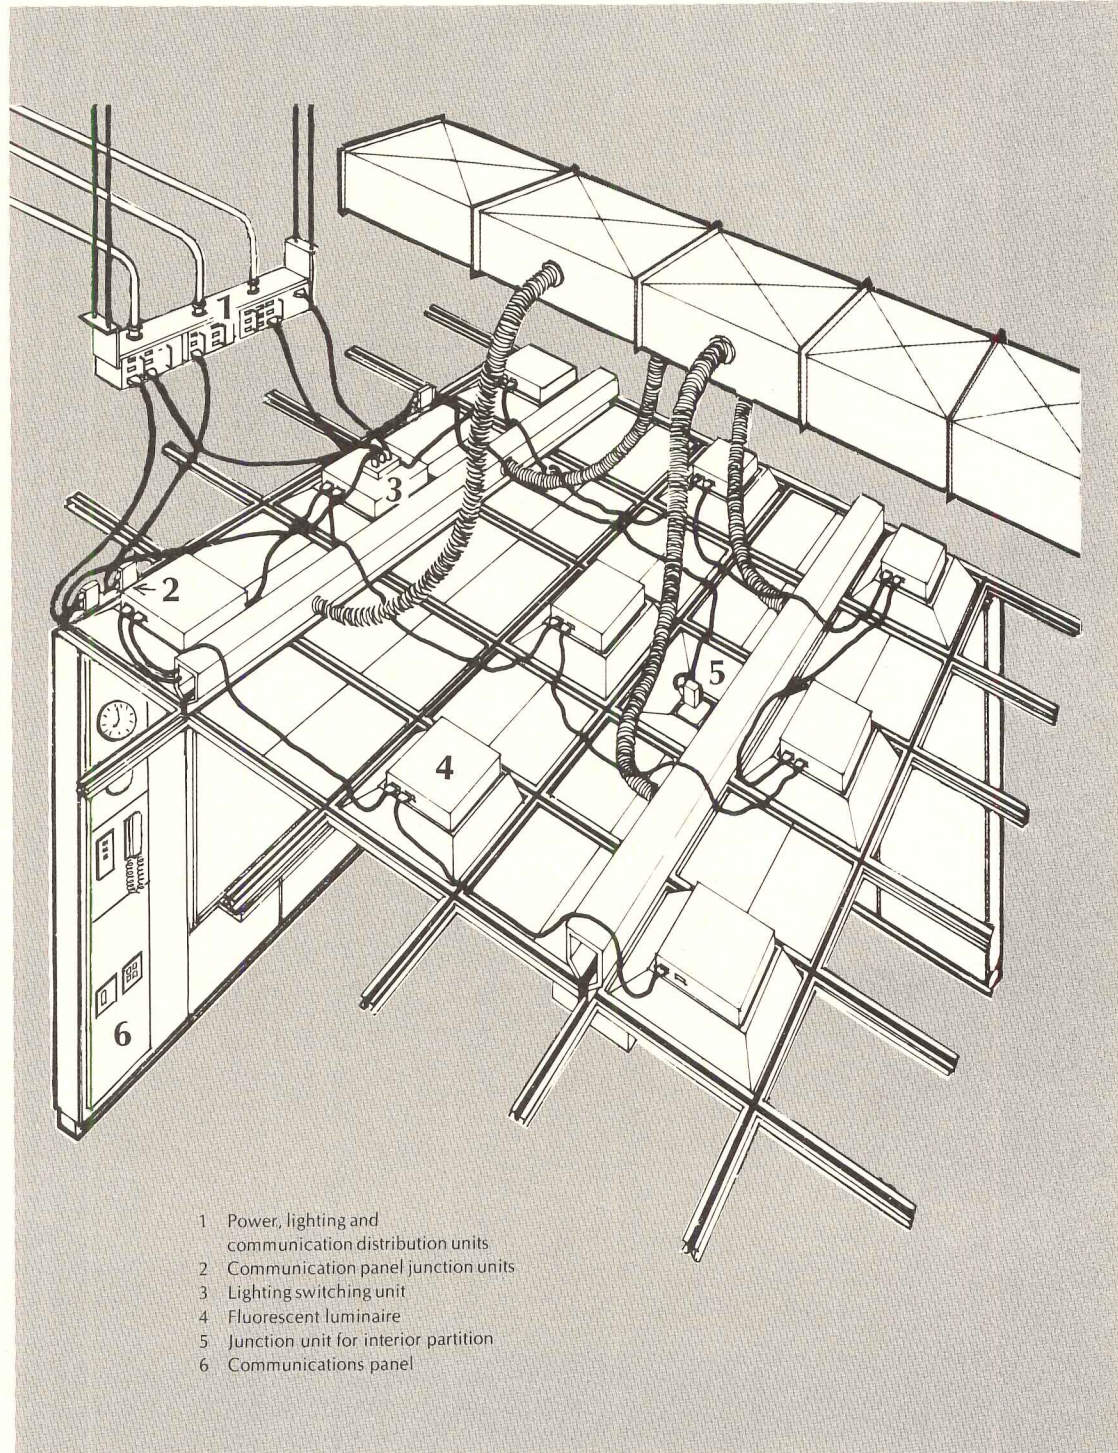 1
2
3
4
5
6
1 Power, lighting and
communication distribution units
2 Communication panel junction units
3 Lighting switching unit
4 Fluorescent luminaire
5 Junction unit for interior partition
6 Communications panel